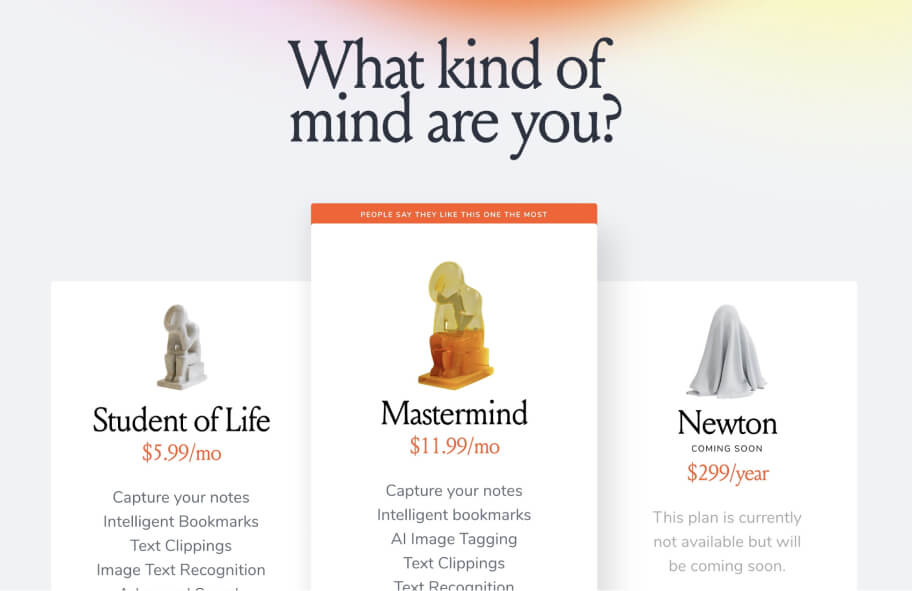 What kind of
mind are you?
PEOPLE SAY THEY LIKE THIS ONE THE MOST
Student of Life
$5.99/mo
Capture your notes
Intelligent Bookmarks
Text Clippings
Image Text Recognition
Mastermind
$11.99/mo
Capture your notes
Intelligent bookmarks
AI Image Tagging
Text Clippings
Text Recognition
Newton
COMING SOON
$299/year
This plan is currently
not available but will
be coming soon.